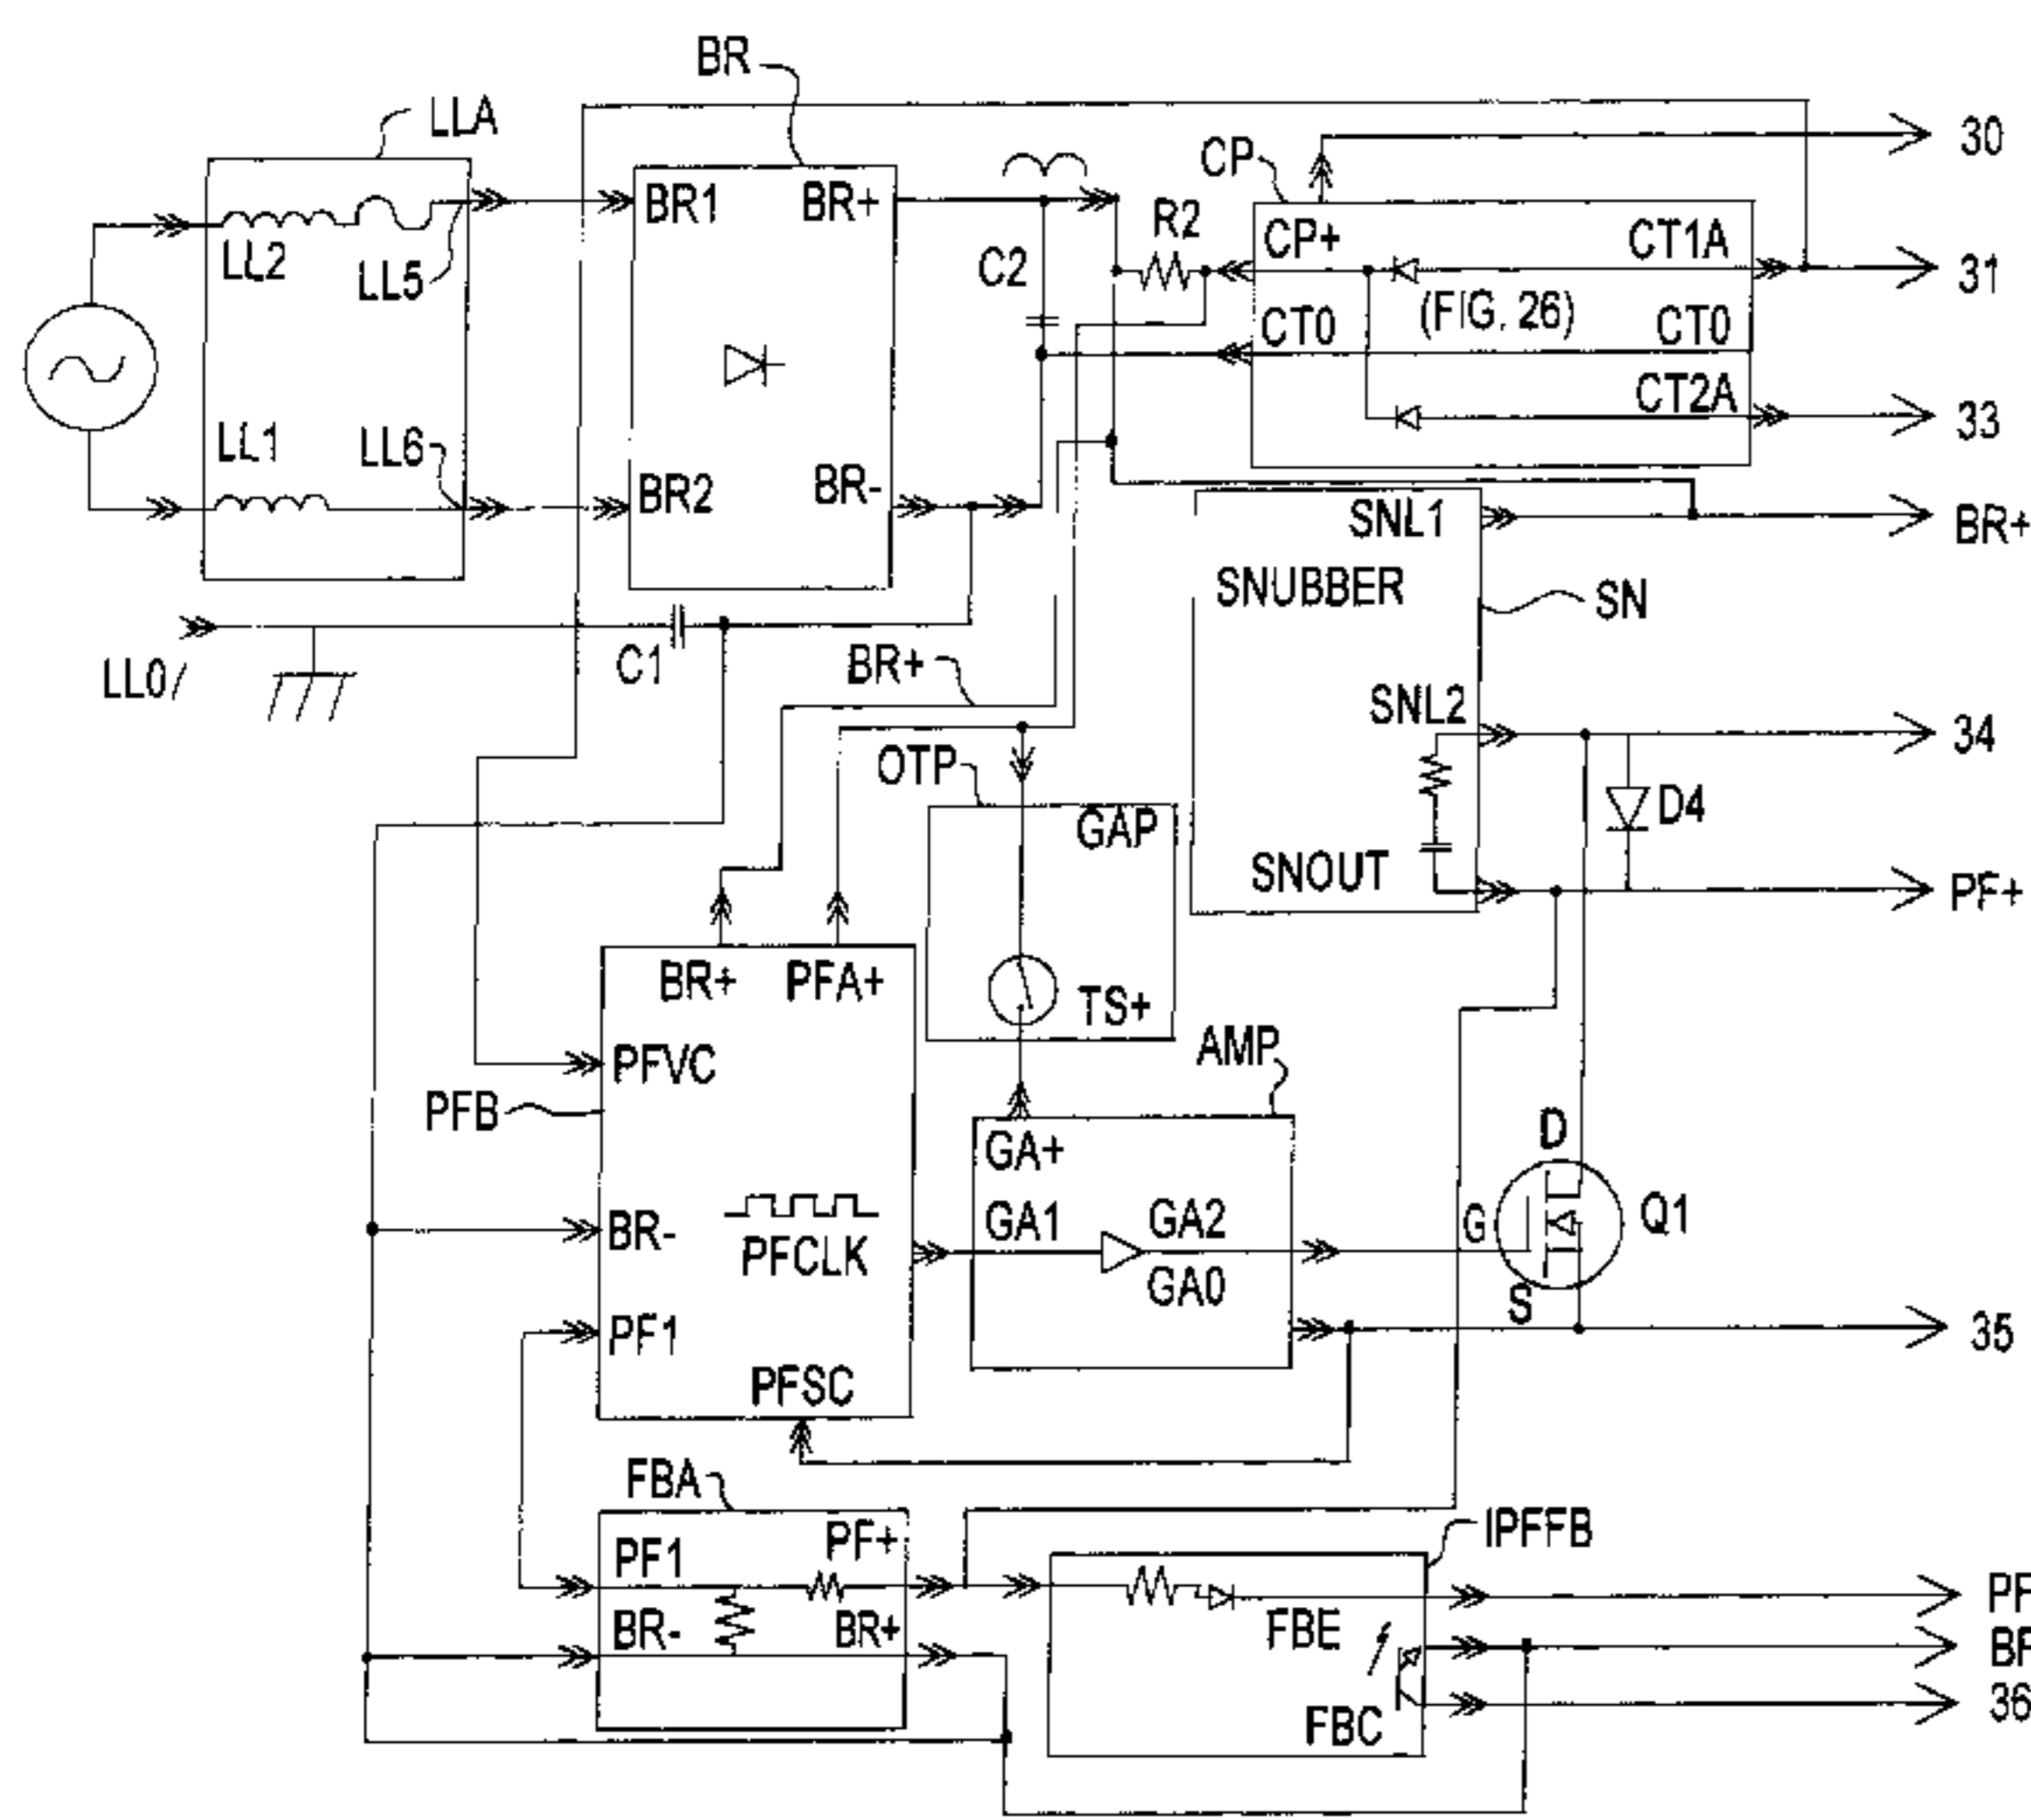 BR
LLA
30
CP
BR1
BR+
R2
CP+
CT1A
LL2
LL5
C2
31
(FIG. 26)
CT0
CT0
CT2A
33
LL1
LL6
BR2
BR-
SNL1
BR+
SNUBBER
SN
LL0/
C1
BR+
SNL2
34
OTP
GAP
D4
SNOUT
PF+
BR+
PFA+
TS+
AMP
PFVC
PFB
GA+
D
GA1
GA2
G
Q1
BR-
PFCLK
GA0
S
PF1
35
PFSC
FBA
IPFFB
PF1
PF+
PF
BR-
BR+
FBE
BR
36
FBC